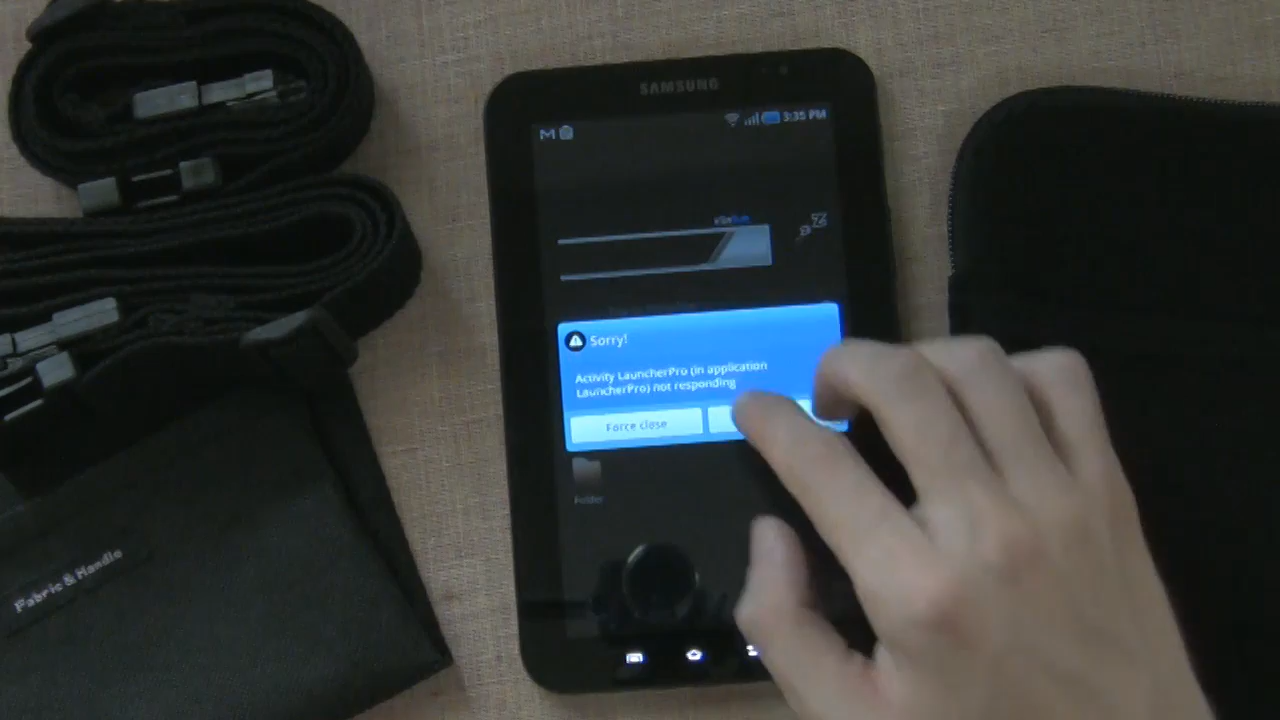 SAMSUNG
3:35 PM
Sorry!
Activity LauncherPro (in application
LauncherPro) not responding
Force close
Folder
Fabric & Handle